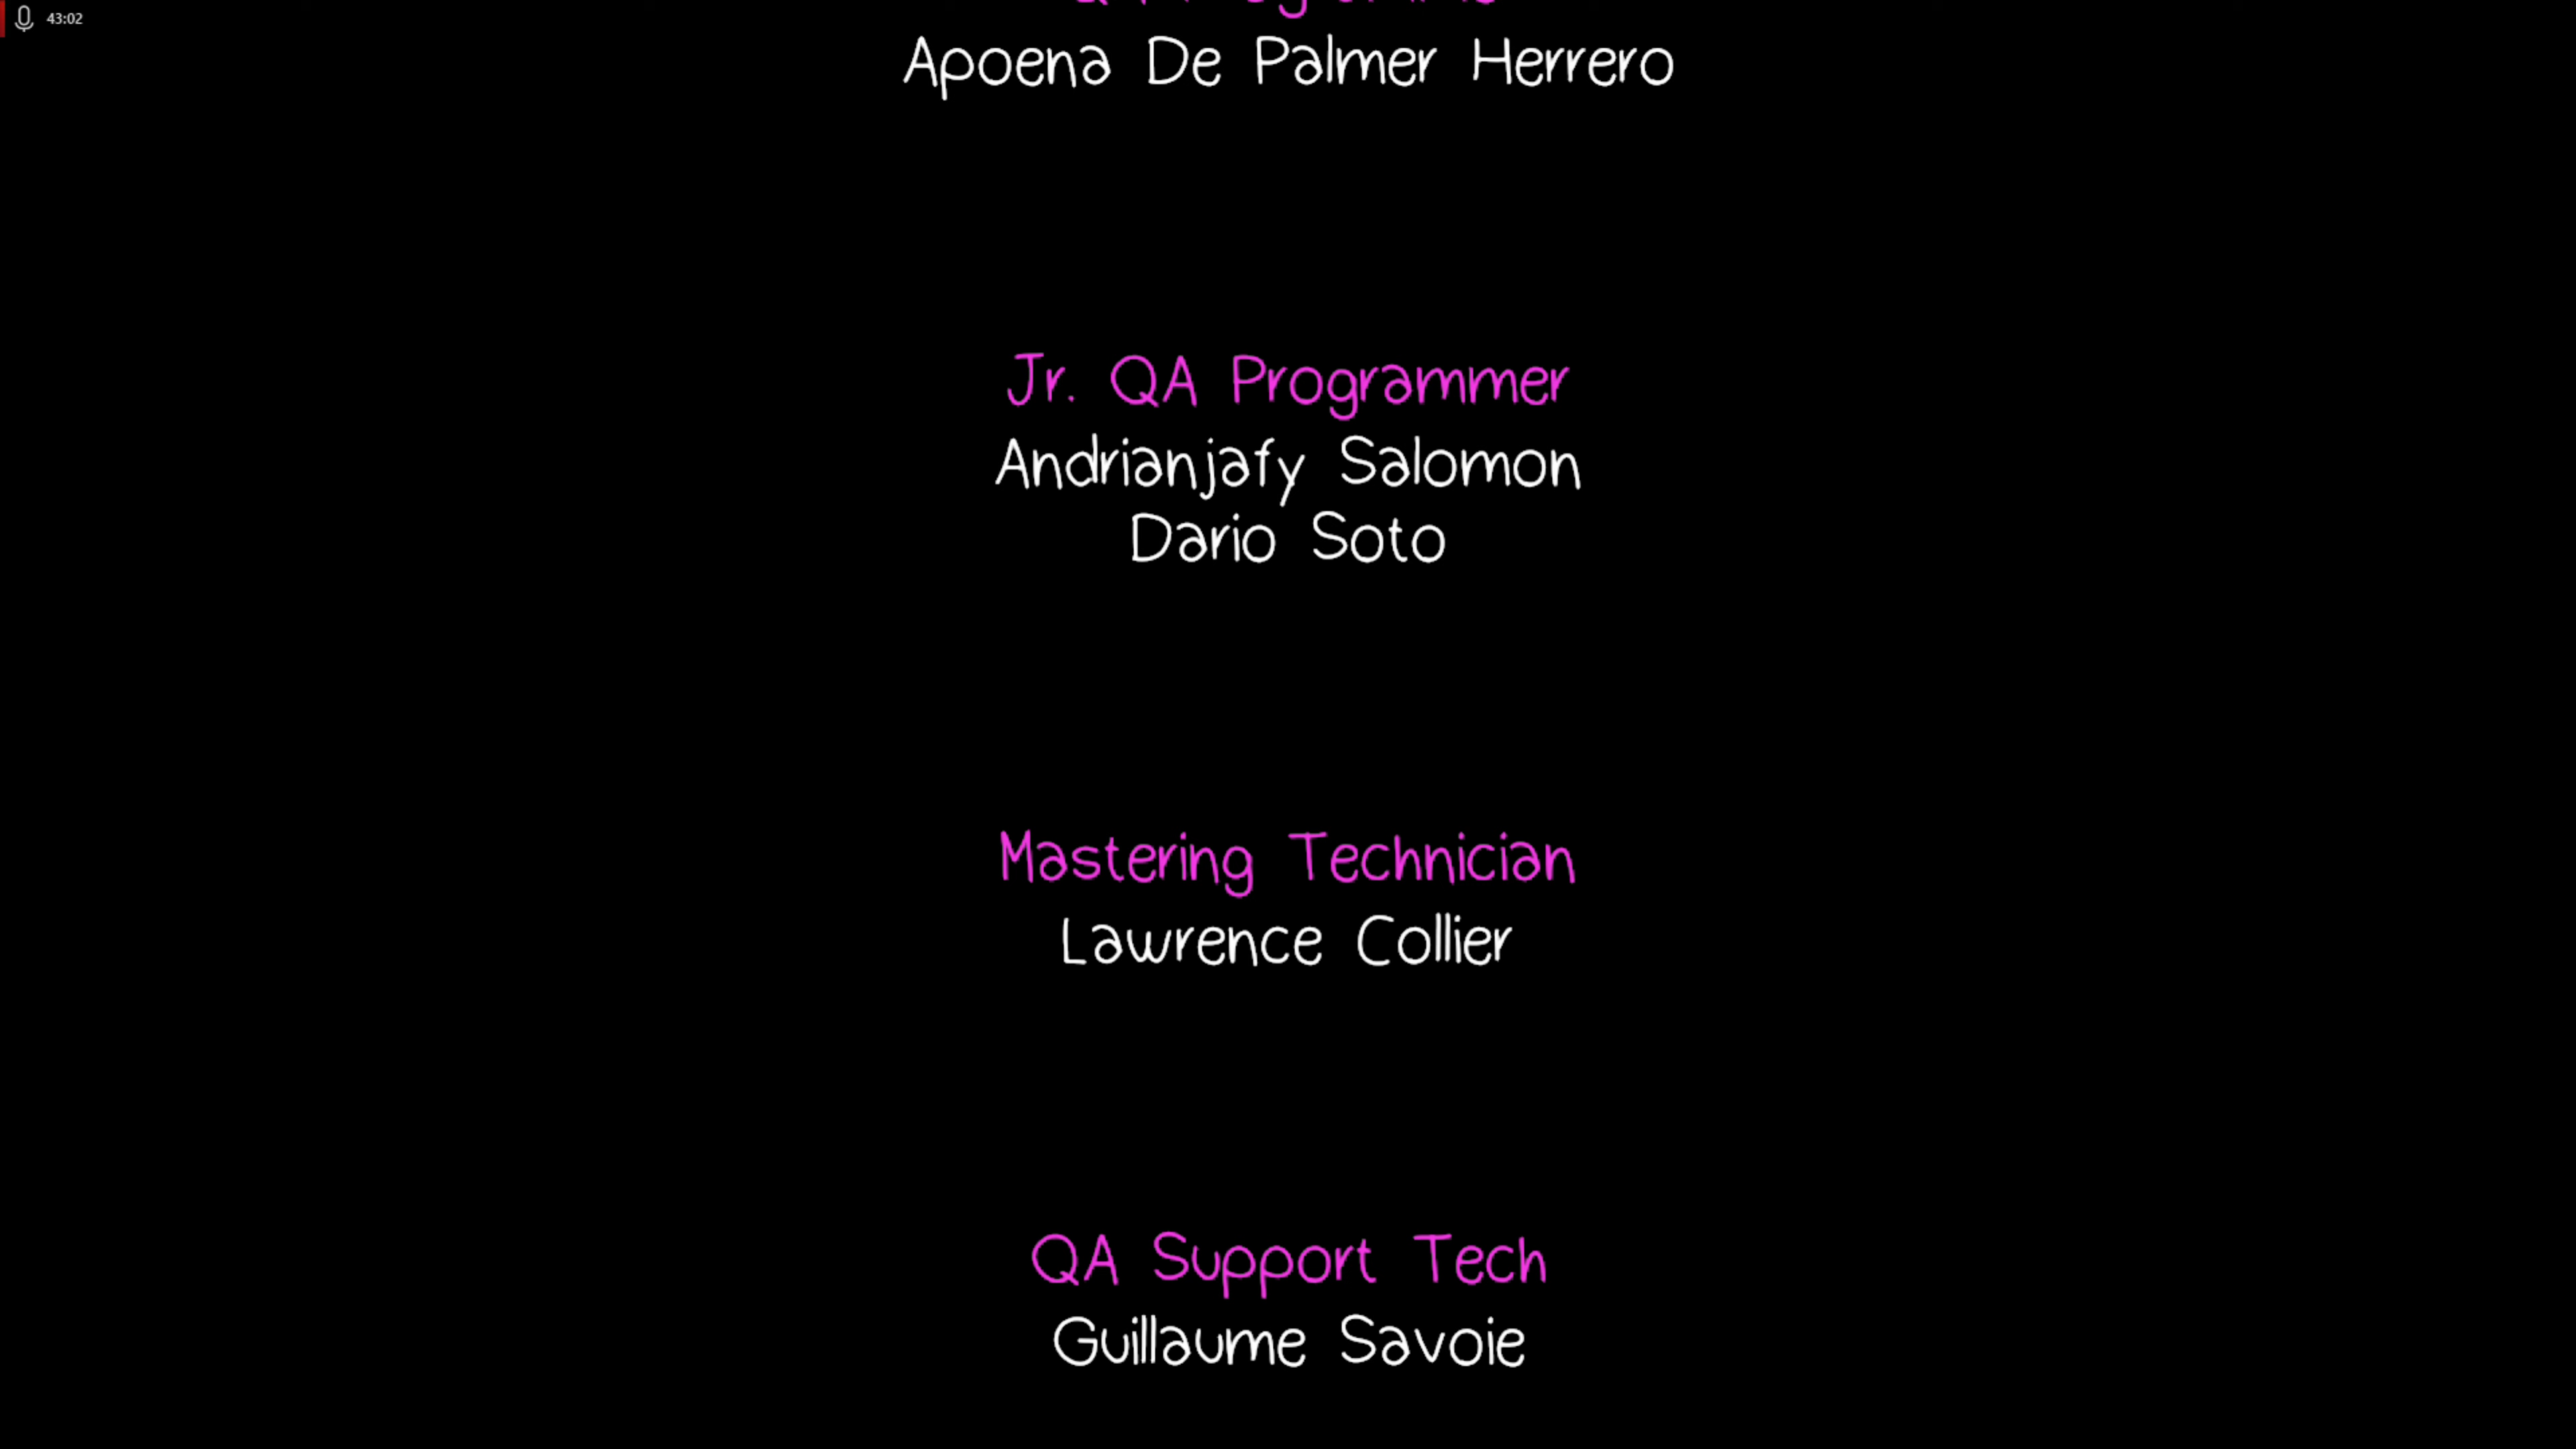 43:02
Apoena De Palmer Herrero
Jr. QA Programmer
Andrianjafy Salomon
Dario Soto
Mastering Technician
Lawrence Collier
QA Support Tech
Guillaume Savoie